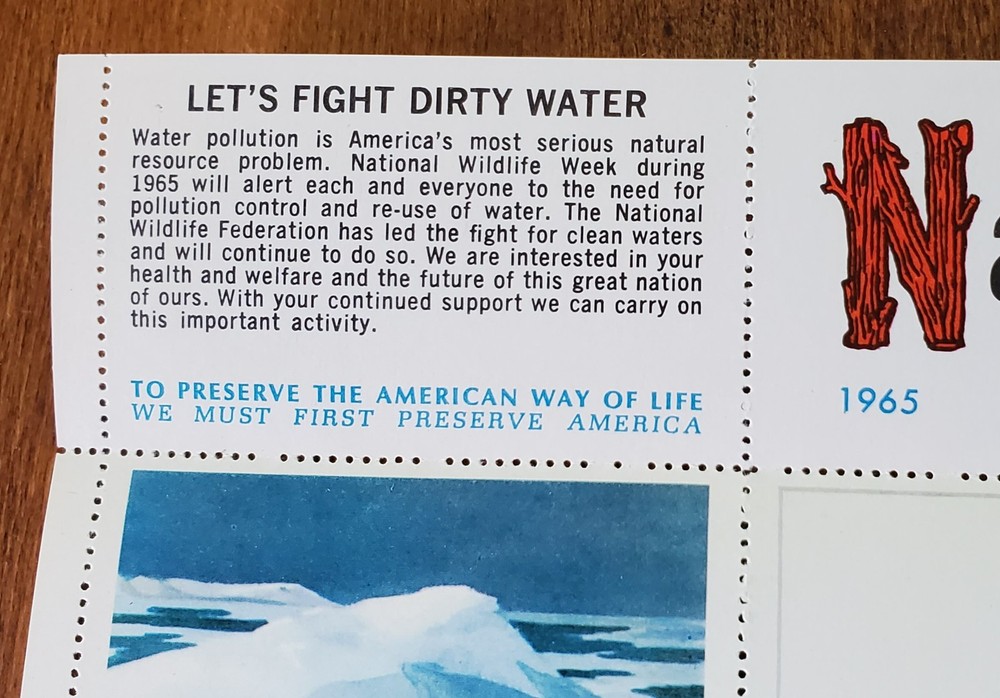 LET'S FIGHT DIRTY WATER
Water pollution is America's most serious natural
resource problem. National Wildlife Week during
1965 will alert each and everyone to the need for
pollution control and re-use of water. The National
Wildlife Federation has led the fight for clean waters
and will continue to do so. We are interested in your
health and welfare and the future of this great nation
of ours. With your continued support we can carry on
this important activity.
TO PRESERVE THE AMERICAN WAY OF LIFE
WE MUST FIRST PRESERVE AMERICA
N
1965